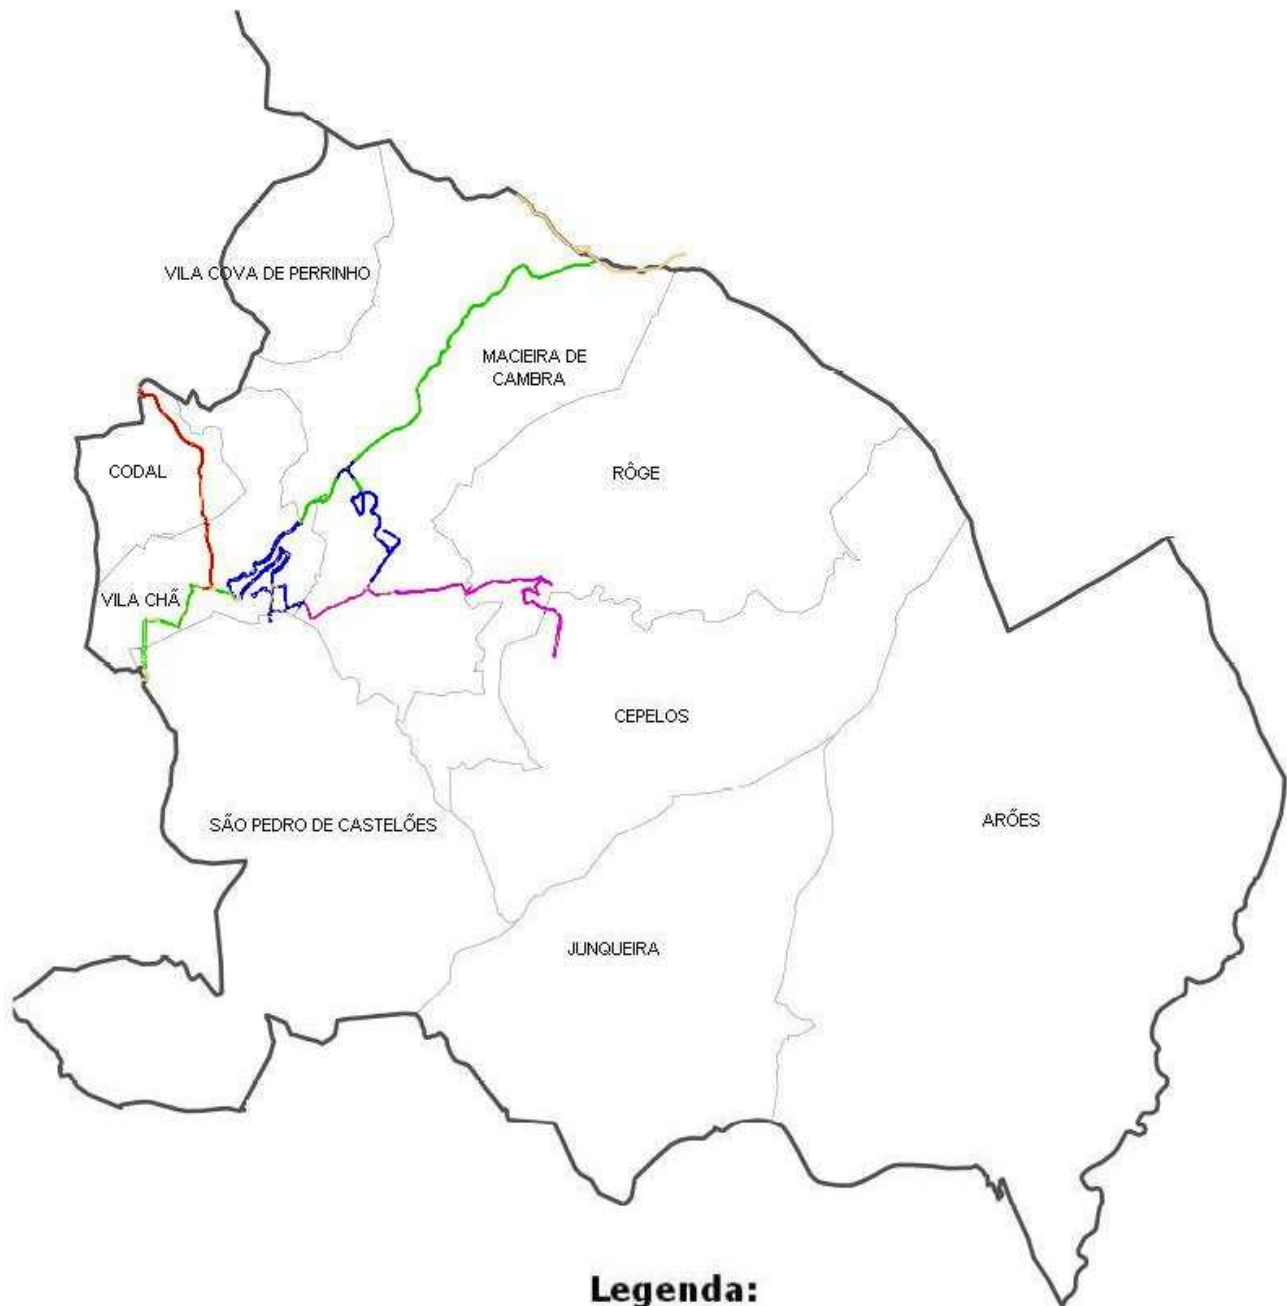 VILA COVA DE PERRINHO
MACIEIRA DE
CAMBRA
CODAL
RÔGE
VILA CHÃ
CEPELOS
SÃO PEDRO DE CASTELÕES
ARÕES
JUNQUEIRA
Legenda: